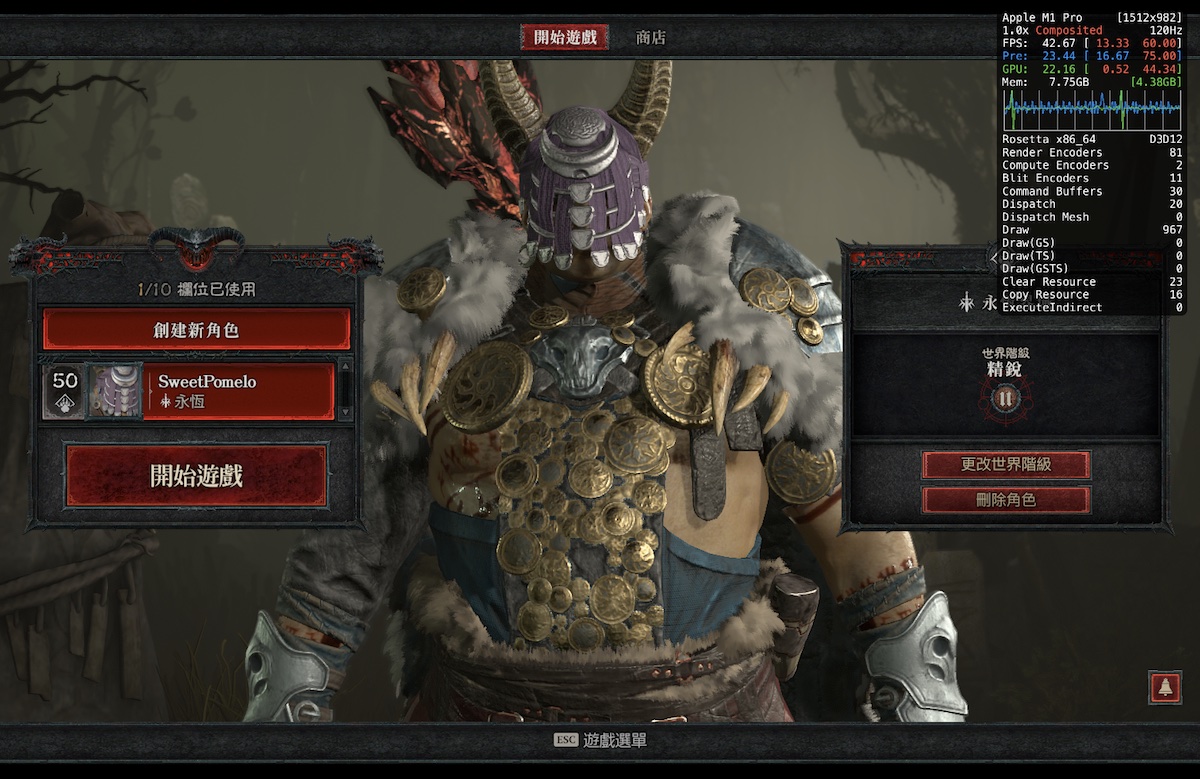 開始遊戲
商店
1/10 欄位已使用
創建新角色
50
SweetPomelo
永恆
開始遊戲
Apple M1 Pro [1512x982]
1.0x Composited 120Hz
FPS: 42.67 [ 13.33 60.00]
Pre: 23.44 [ 16.67 75.00]
GPU: 22.16 [ 0.52 44.34]
Mem: 7.75GB [4.38GB]
Rosetta x86_64 D3D12
Render Encoders 81
Compute Encoders 2
Blit Encoders 11
Command Buffers 30
Dispatch 20
Dispatch Mesh 0
Draw 967
Draw(GS) 0
Draw(TS) 0
Draw(GSTS) 0
Clear Resource 23
Copy Resource 16
ExecuteIndirect 0
永
世界階級
精銳
II
更改世界階級
刪除角色
ESC 遊戲選單